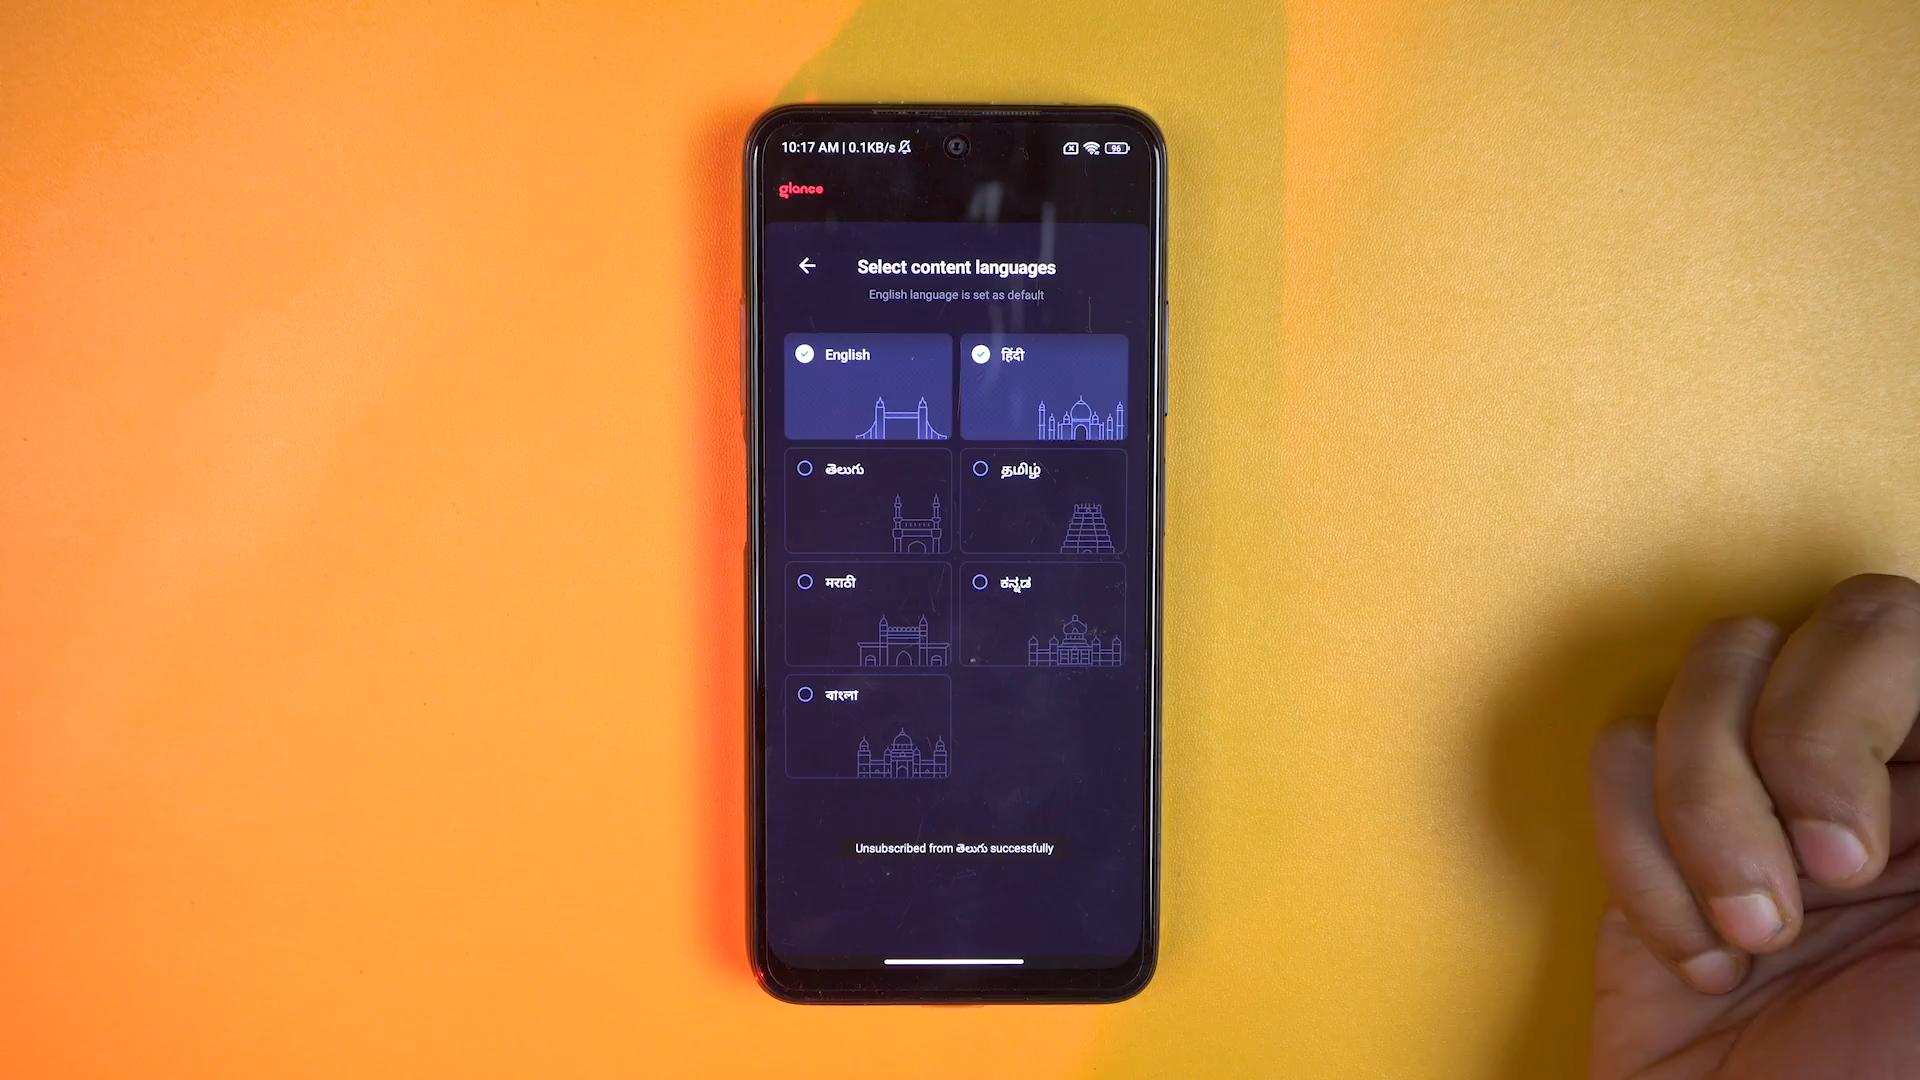 10:17 AM | 0.1KB/s
96
glance
Select content languages
English language is set as default
English
हिंदी
తెలుగు
தமிழ்
मराठी
ಕನ್ನಡ
বাংলা
Unsubscribed from తెలుగు successfully